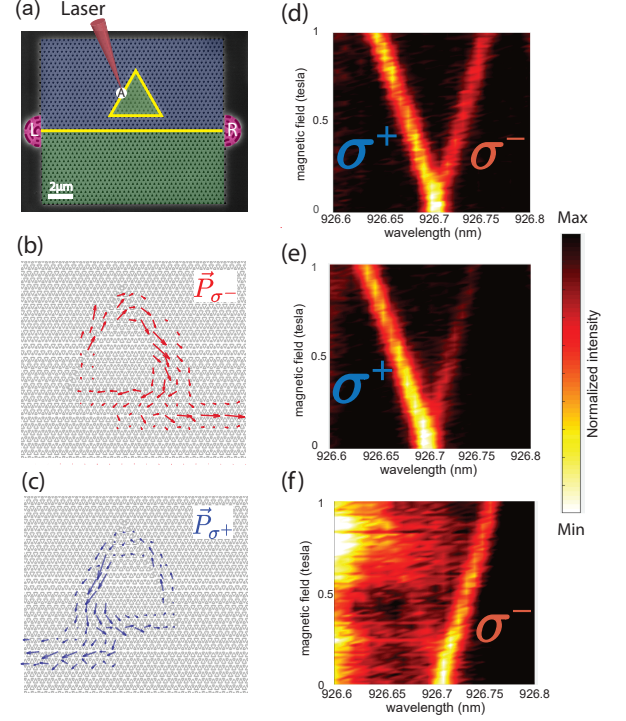 (a)
Laser
A
L
R
2μm
(b)
P⃗σ−
(c)
P⃗σ+
(d)
magnetic field (tesla)
1
0.5
0
σ+
σ−
926.6 926.65 926.7 926.75 926.8
wavelength (nm)
(e)
magnetic field (tesla)
1
0.5
0
σ+
926.6 926.65 926.7 926.75 926.8
wavelength (nm)
(f)
magnetic field (tesla)
1
0.5
0
σ−
926.6 926.65 926.7 926.75 926.8
wavelength (nm)
Max
Normalized intensity
Min